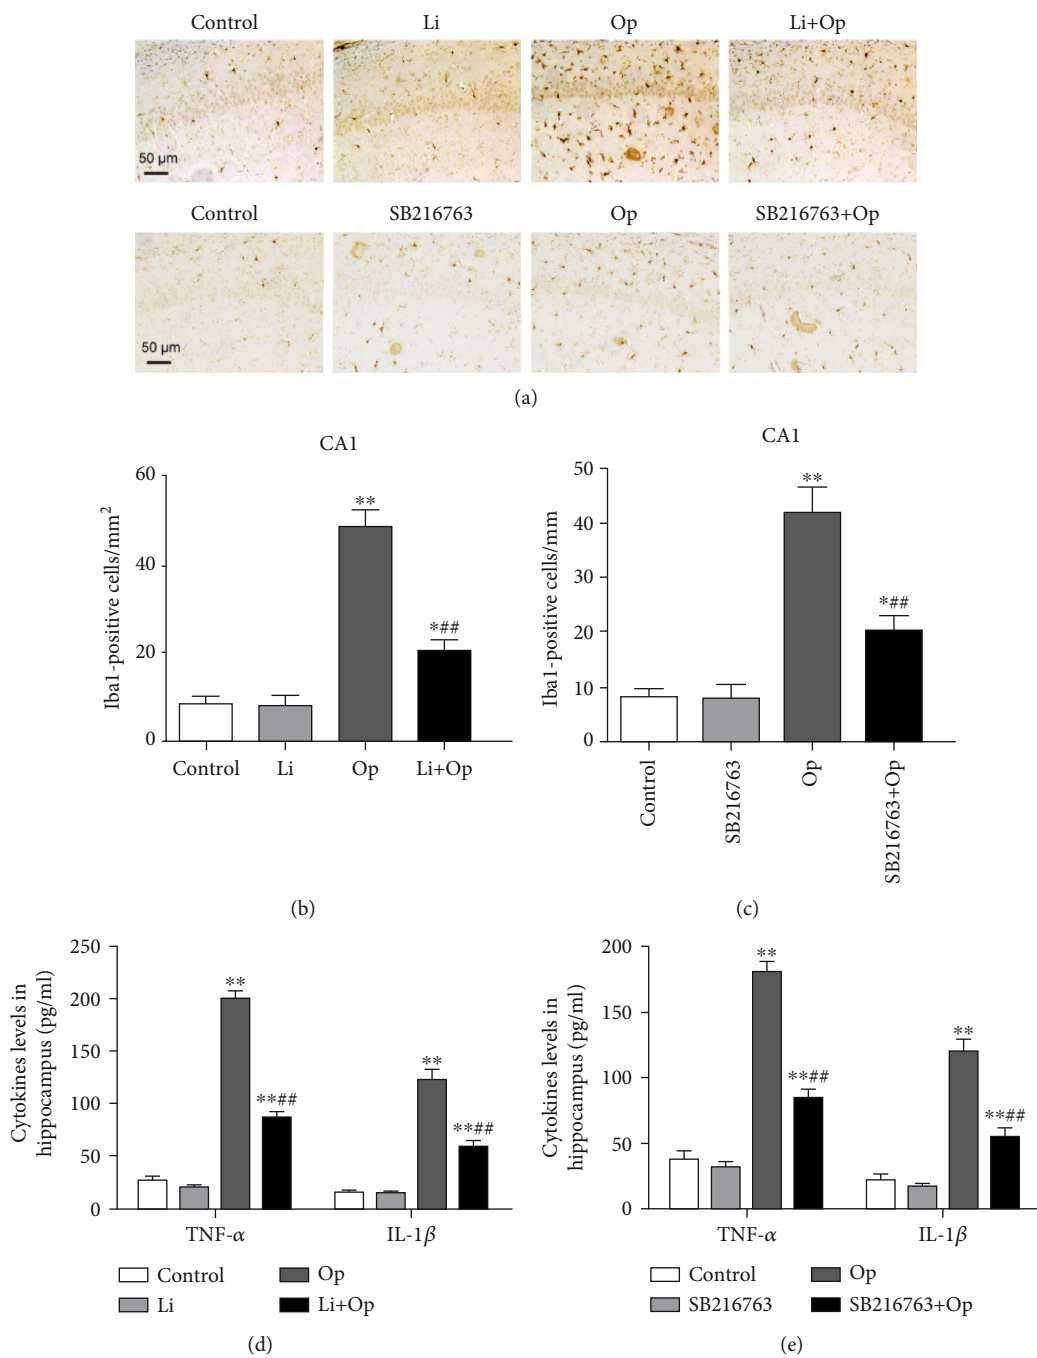 Control Li Op Li+Op
50 μm
Control SB216763 Op SB216763+Op
50 μm
(a)
CA1
Iba1-positive cells/mm²
60
40
20
0
**
*##
Control Li Op Li+Op
(b)
CA1
Iba1-positive cells/mm
50
40
30
20
10
0
**
*##
Control
SB216763
Op
SB216763+Op
(c)
Cytokines levels in
hippocampus (pg/ml)
250
200
150
100
50
0
**
**##
**
**##
TNF-α IL-1β
Control Op
Li Li+Op
(d)
Cytokines levels in
hippocampus (pg/ml)
200
150
100
50
0
**
**##
**
**##
TNF-α IL-1β
Control Op
SB216763 SB216763+Op
(e)